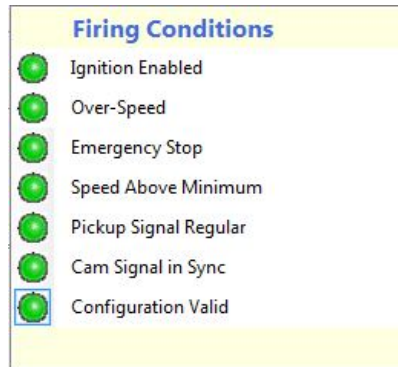 Firing Conditions
Ignition Enabled
Over-Speed
Emergency Stop
Speed Above Minimum
Pickup Signal Regular
Cam Signal in Sync
Configuration Valid